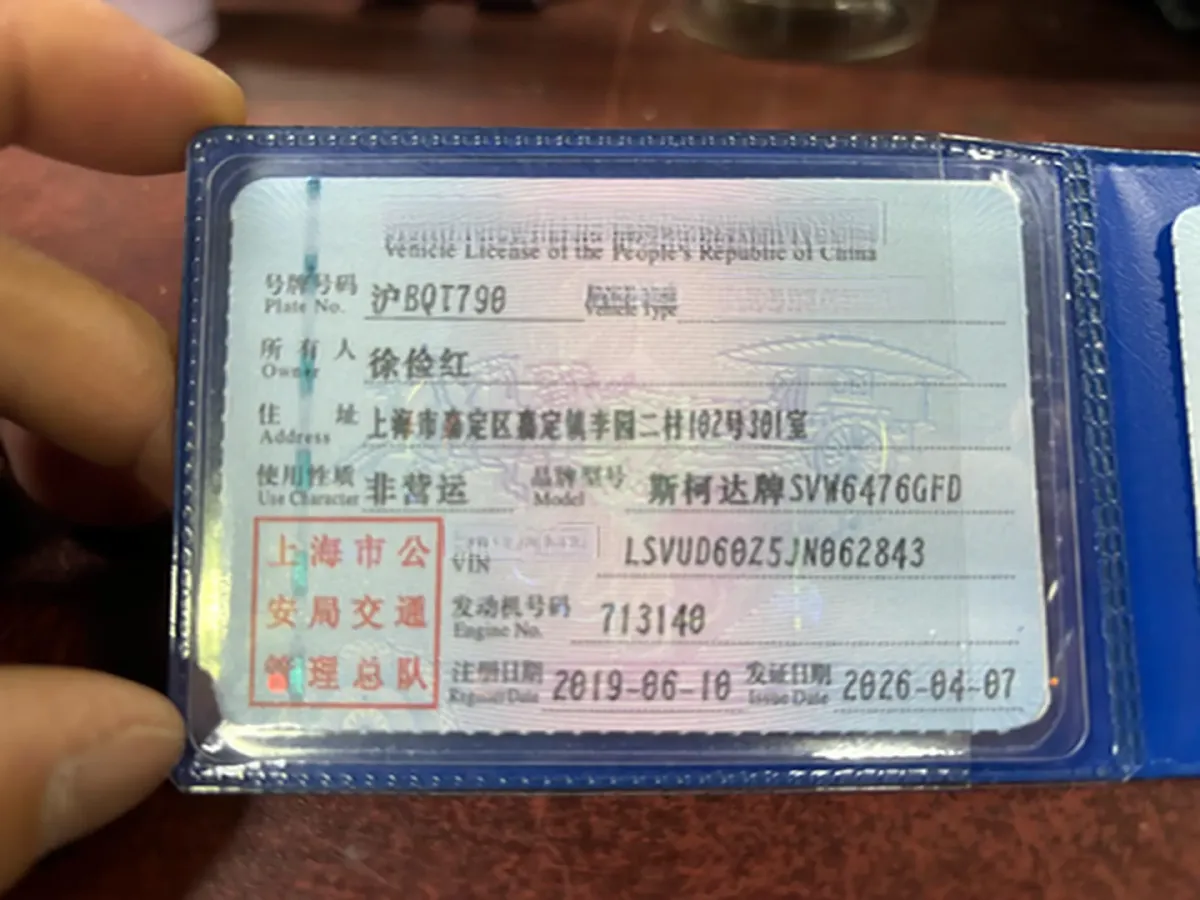 Vehicle License of the People's Republic of China
号牌号码 沪BQT790
Plate No. Vehicle Type
所有人 徐俭红
Owner
住址 上海市嘉定区嘉定镇李园二村102号301室
Address
使用性质 非营运 品牌型号 斯柯达牌SVW6476GFD
Use Character Model
上海市公安局交通管理总队
LSVUD60Z5JN062843
VIN
发动机号码 713140
Engine No.
注册日期 2019-06-10 发证日期 2026-04-07
Register Date Issue Date